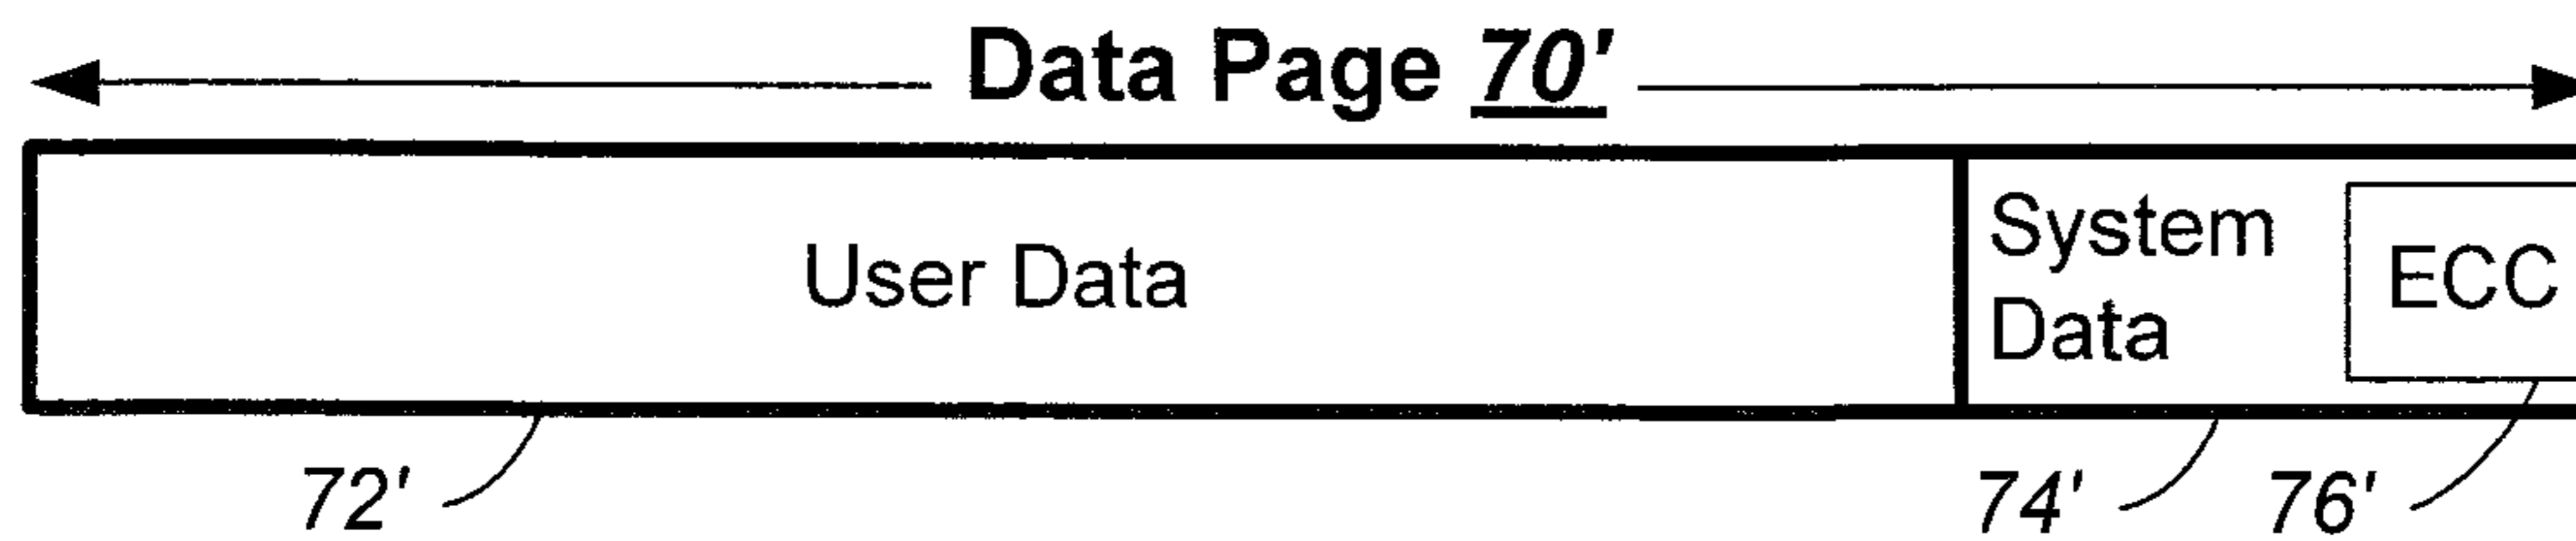 Data Page 70'
User Data
System
Data
ECC
72'
74'
76'